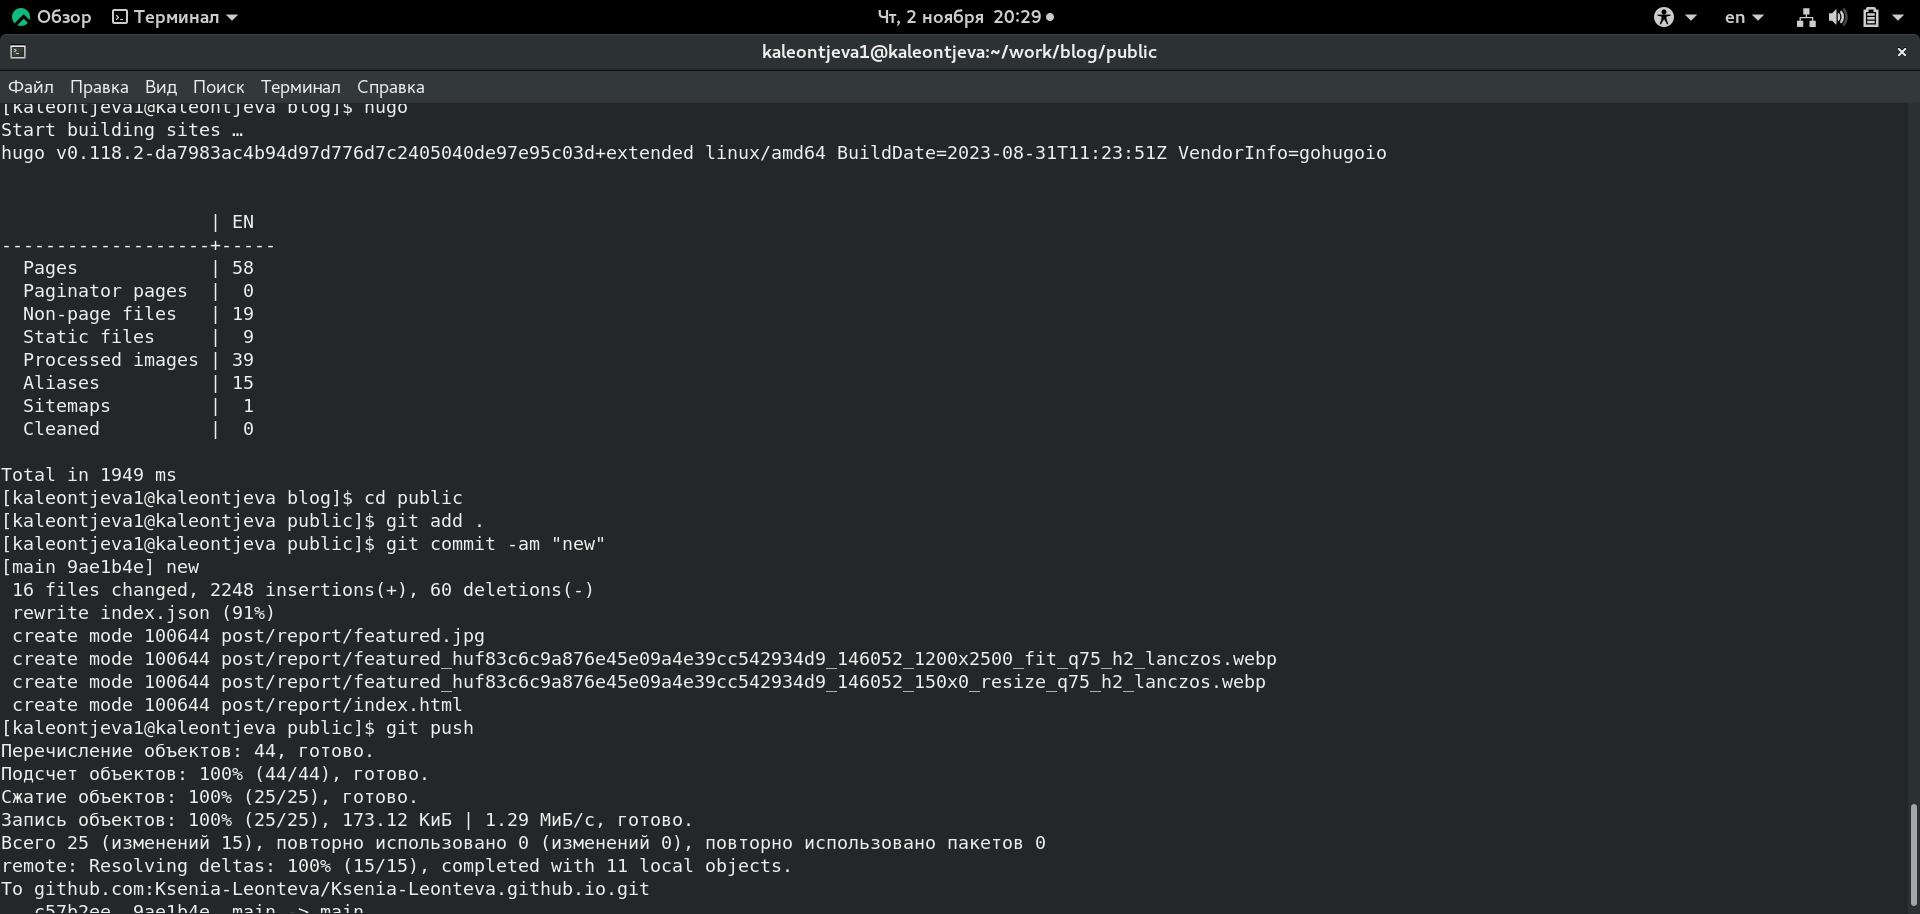 Обзор Терминал Чт, 2 ноября 20:29 en
kaleontjeva1@kaleontjeva:~/work/blog/public
Файл Правка Вид Поиск Терминал Справка
[kaleontjeva1@kaleontjeva blog]$ hugo
Start building sites …
hugo v0.118.2-da7983ac4b94d97d776d7c2405040de97e95c03d+extended linux/amd64 BuildDate=2023-08-31T11:23:51Z VendorInfo=gohugoio
| EN
-------------------+-----
Pages | 58
Paginator pages | 0
Non-page files | 19
Static files | 9
Processed images | 39
Aliases | 15
Sitemaps | 1
Cleaned | 0
Total in 1949 ms
[kaleontjeva1@kaleontjeva blog]$ cd public
[kaleontjeva1@kaleontjeva public]$ git add .
[kaleontjeva1@kaleontjeva public]$ git commit -am "new"
[main 9ae1b4e] new
16 files changed, 2248 insertions(+), 60 deletions(-)
rewrite index.json (91%)
create mode 100644 post/report/featured.jpg
create mode 100644 post/report/featured_huf83c6c9a876e45e09a4e39cc542934d9_146052_1200x2500_fit_q75_h2_lanczos.webp
create mode 100644 post/report/featured_huf83c6c9a876e45e09a4e39cc542934d9_146052_150x0_resize_q75_h2_lanczos.webp
create mode 100644 post/report/index.html
[kaleontjeva1@kaleontjeva public]$ git push
Перечисление объектов: 44, готово.
Подсчет объектов: 100% (44/44), готово.
Сжатие объектов: 100% (25/25), готово.
Запись объектов: 100% (25/25), 173.12 КиБ | 1.29 МиБ/с, готово.
Всего 25 (изменений 15), повторно использовано 0 (изменений 0), повторно использовано пакетов 0
remote: Resolving deltas: 100% (15/15), completed with 11 local objects.
To github.com:Ksenia-Leonteva/Ksenia-Leonteva.github.io.git
c57b2ee..9ae1b4e main -> main